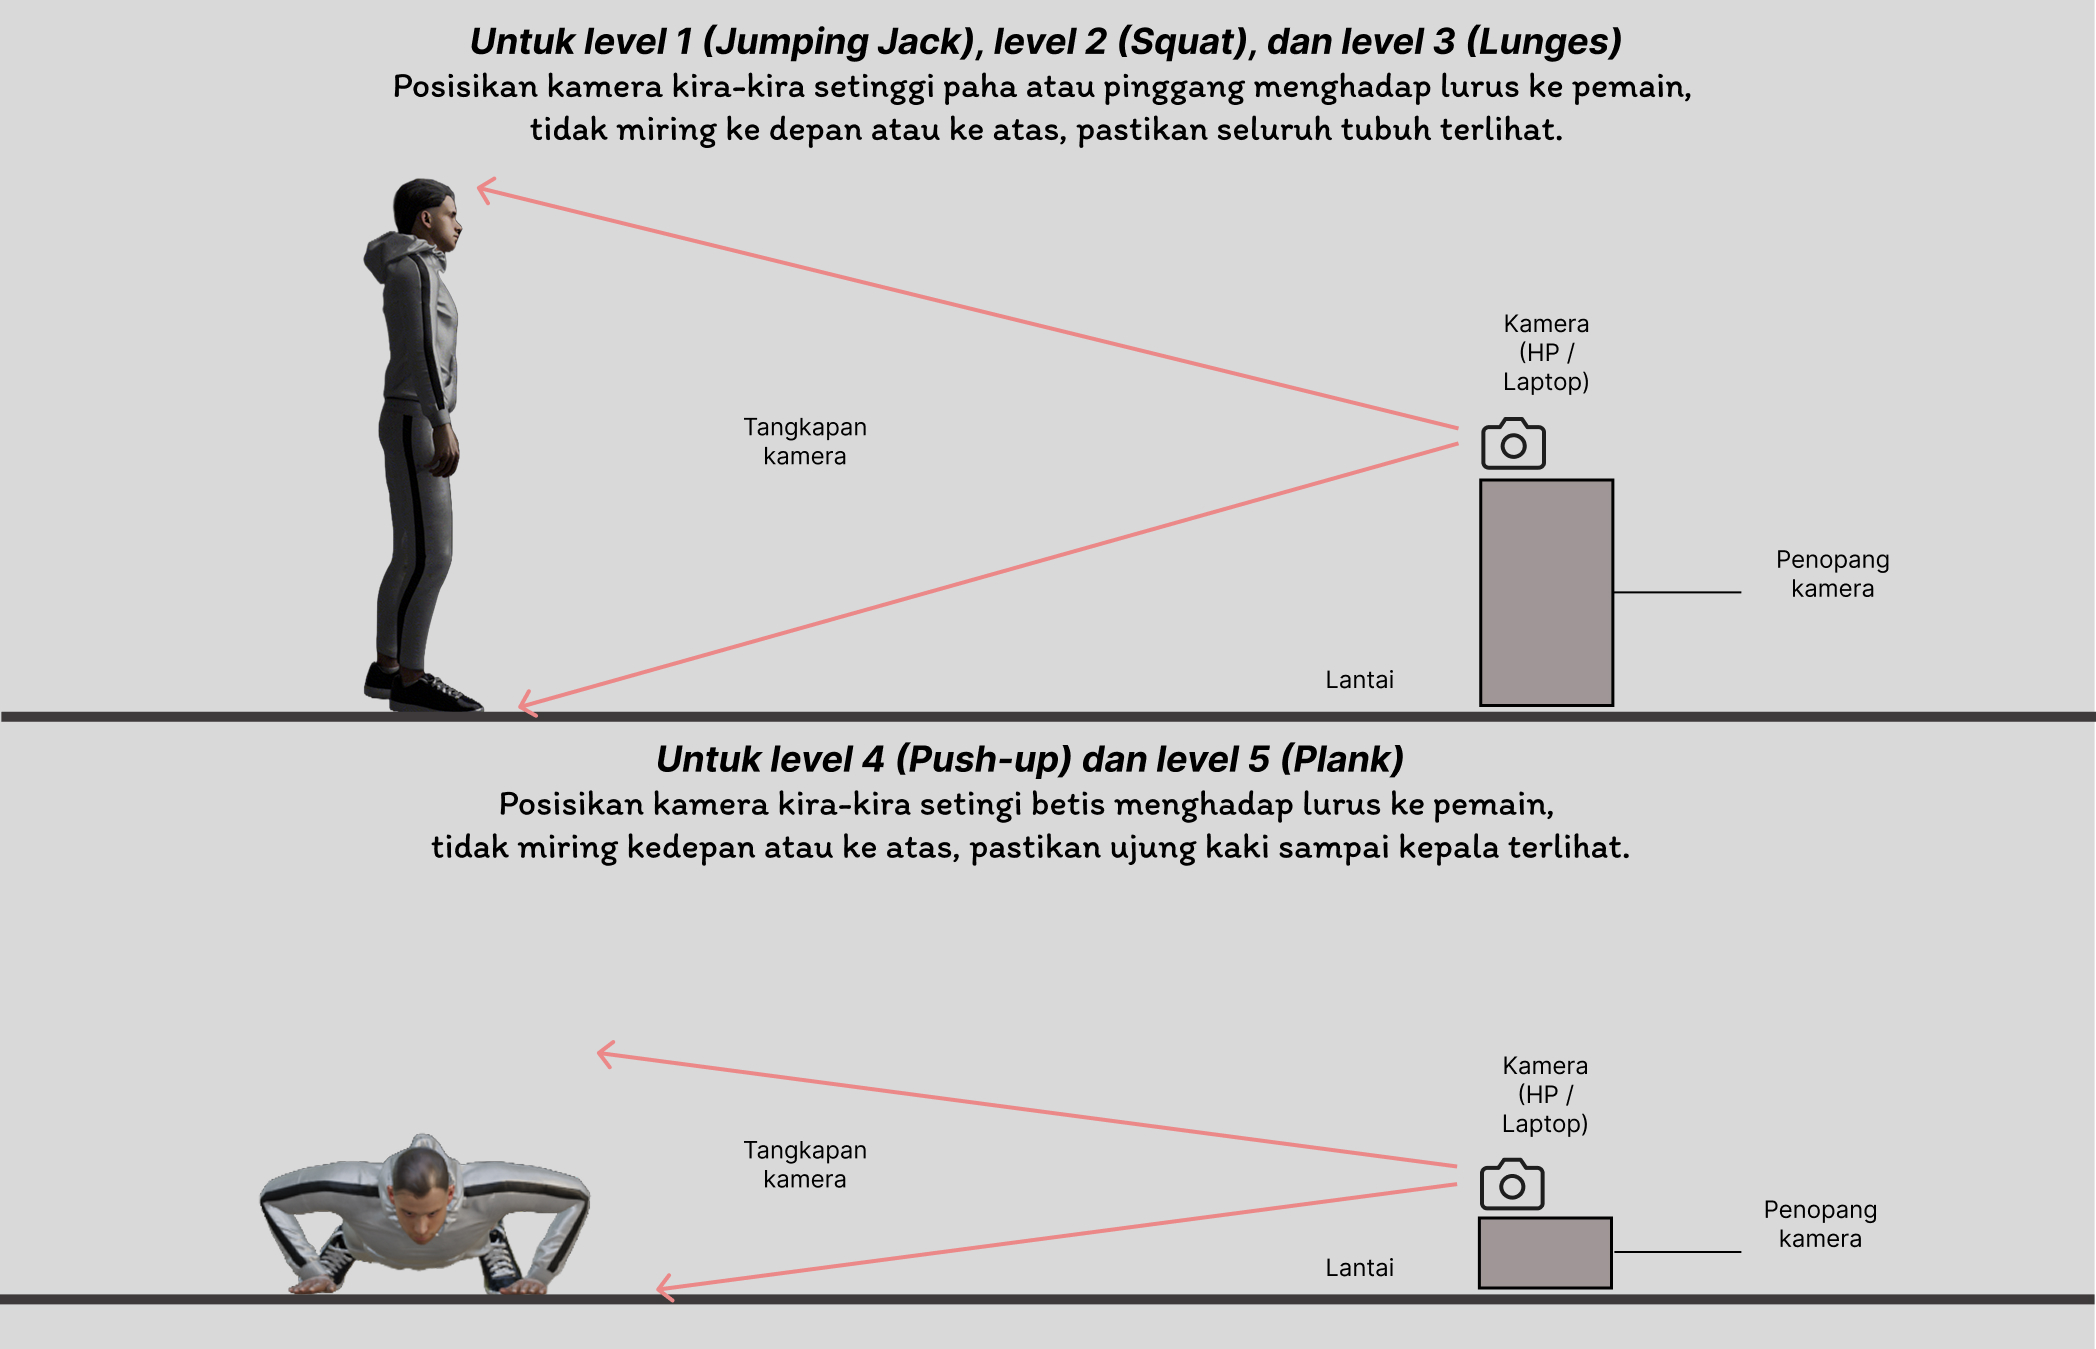 Untuk level 1 (Jumping Jack), level 2 (Squat), dan level 3 (Lunges)
Posisikan kamera kira-kira setinggi paha atau pinggang menghadap lurus ke pemain,
tidak miring ke depan atau ke atas, pastikan seluruh tubuh terlihat.
Kamera
(HP /
Laptop)
Tangkapan
kamera
Penopang
kamera
Lantai
Untuk level 4 (Push-up) dan level 5 (Plank)
Posisikan kamera kira-kira setingi betis menghadap lurus ke pemain,
tidak miring kedepan atau ke atas, pastikan ujung kaki sampai kepala terlihat.
Kamera
(HP /
Laptop)
Tangkapan
kamera
Penopang
kamera
Lantai